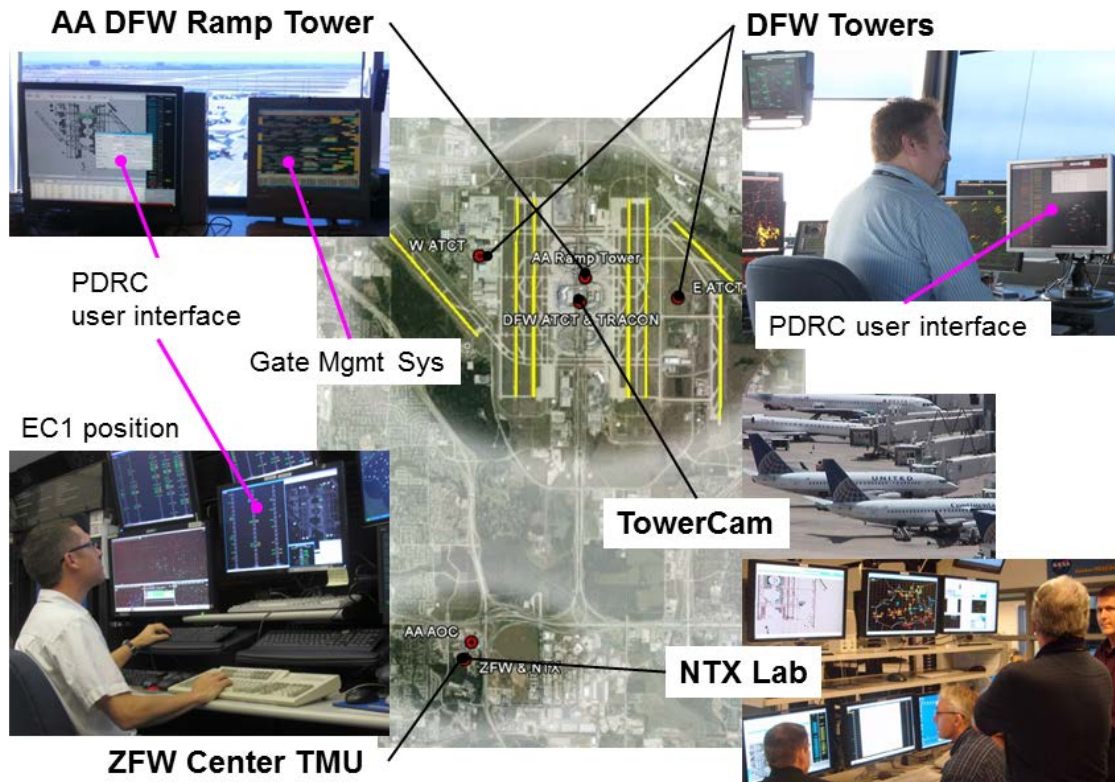 AA DFW Ramp Tower
DFW Towers
W ATCT
AA Ramp Tower
E ATCT
DFW ATCT & TRACON
PDRC
user interface
Gate Mgmt Sys
PDRC user interface
EC1 position
UNITED
TowerCam
AA AOC
ZFW & NTX
NTX Lab
ZFW Center TMU